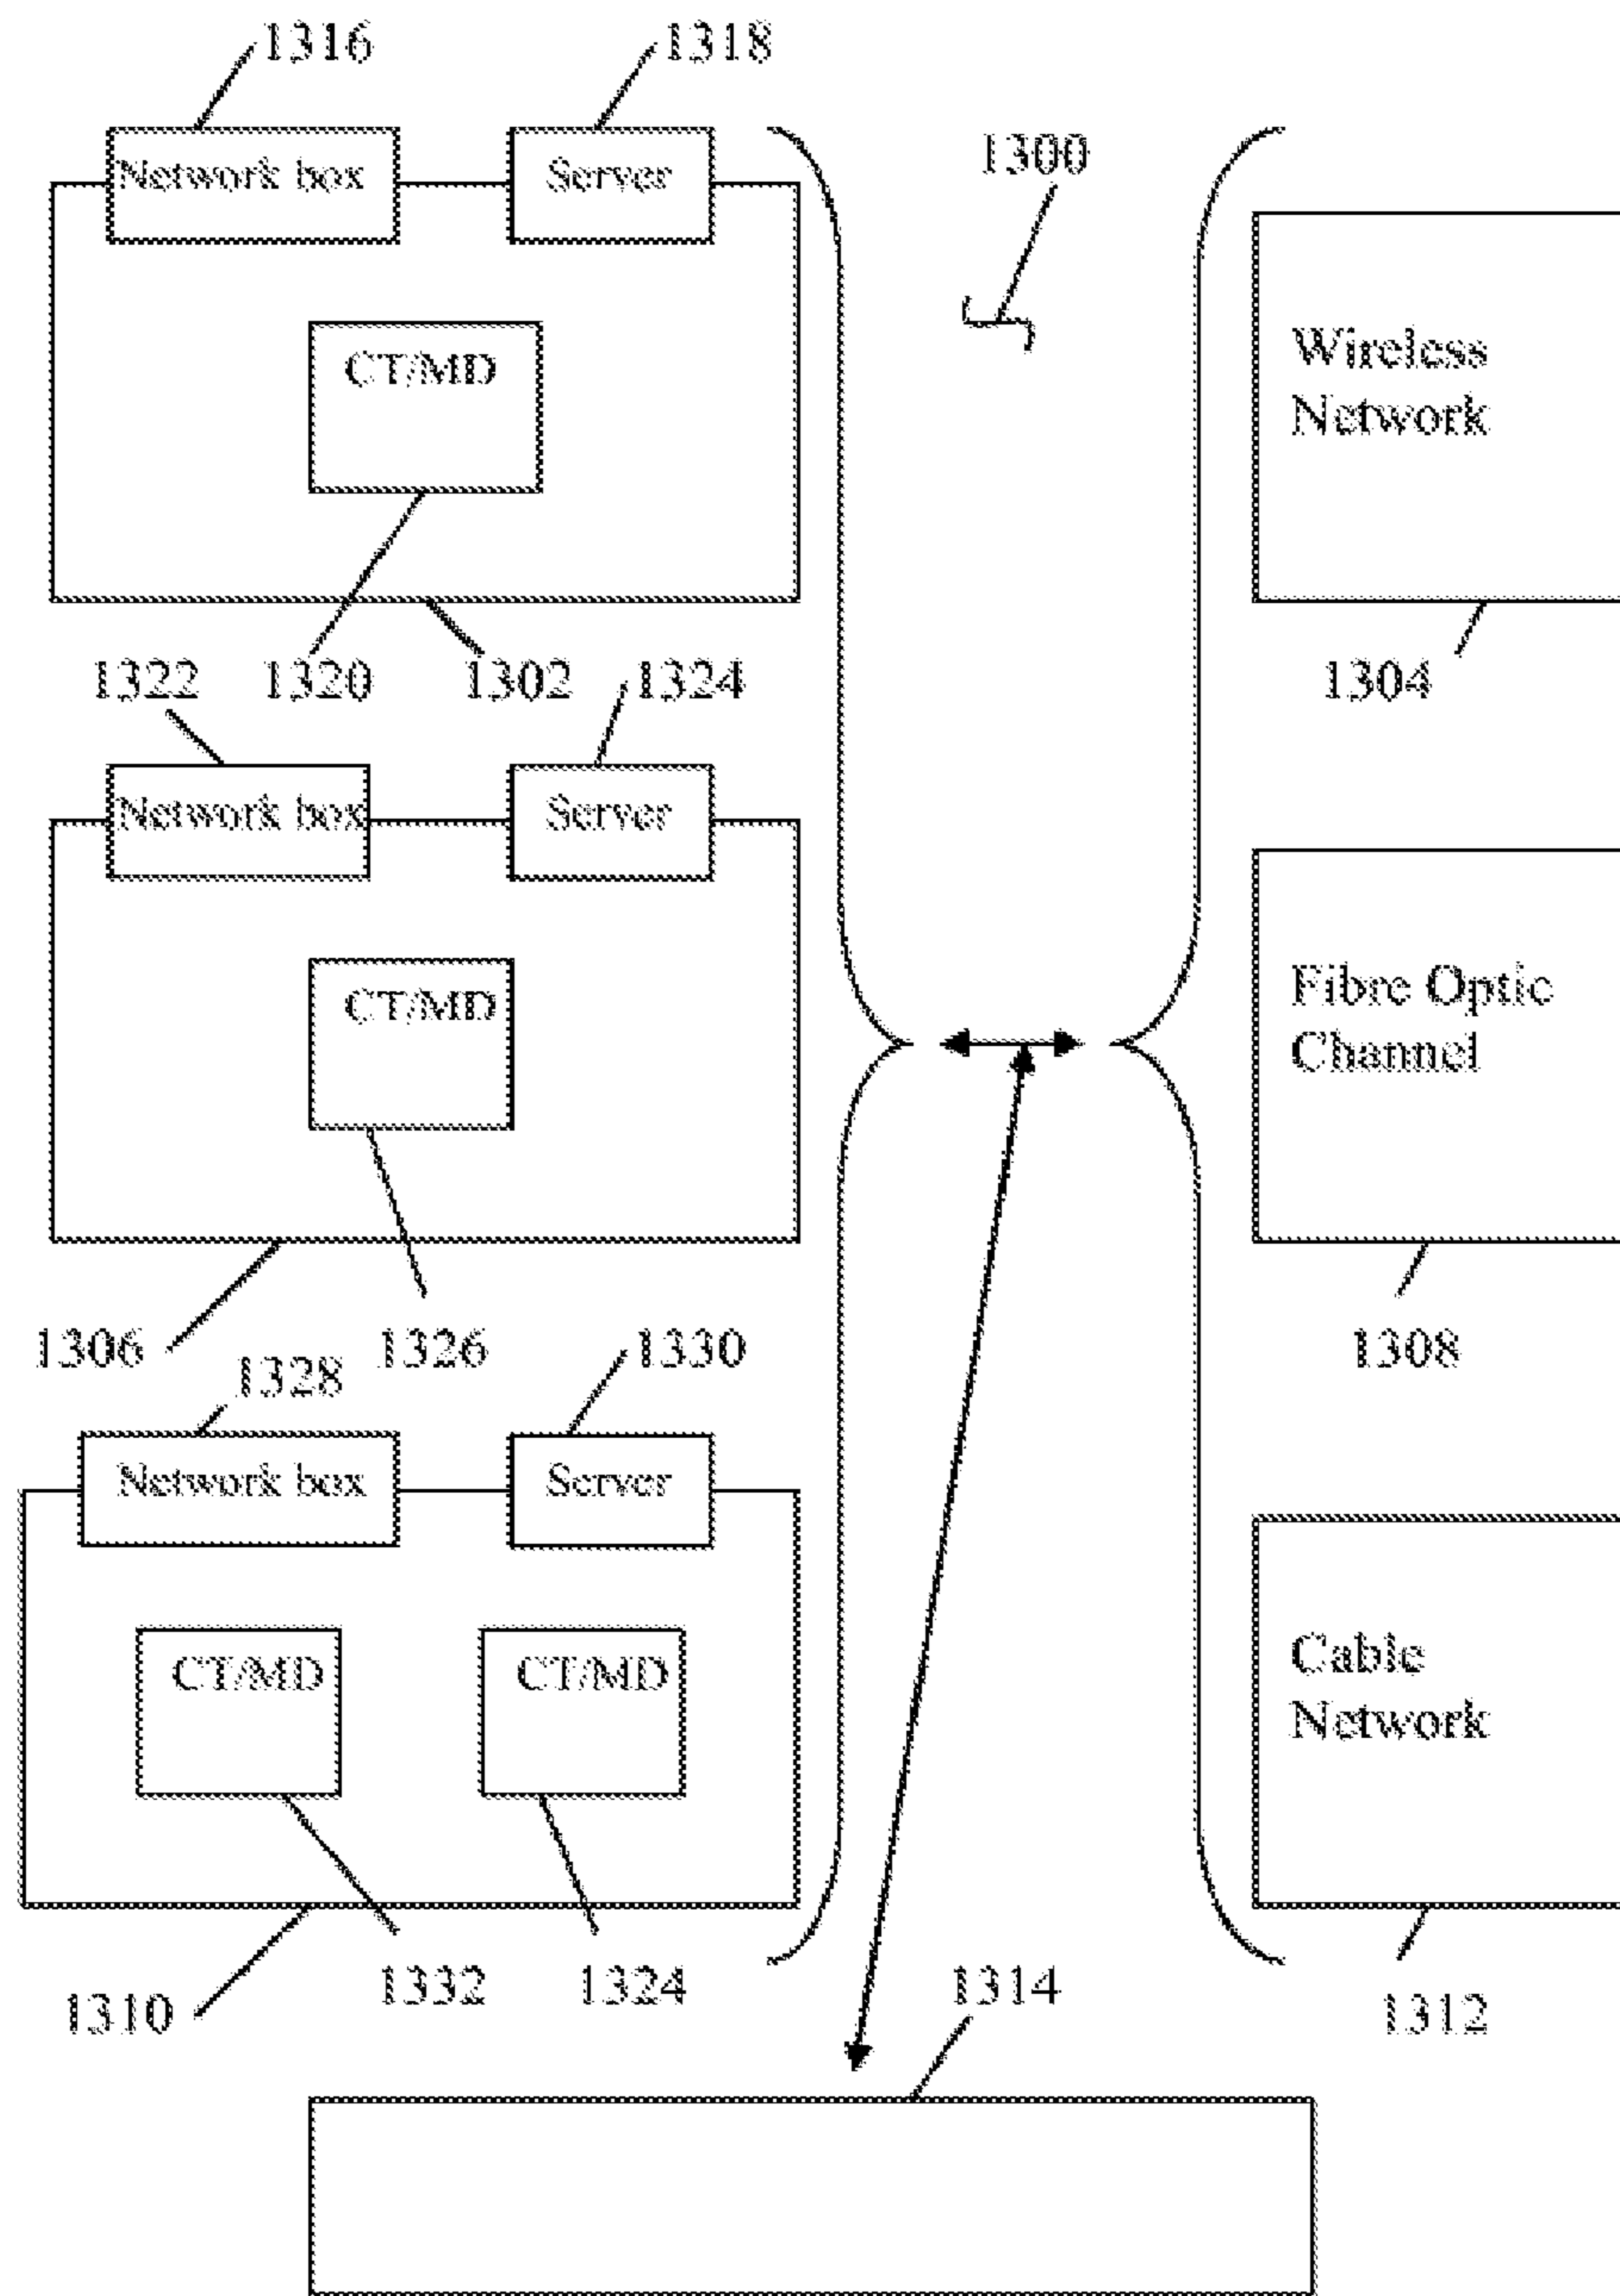 1316
1318
1300
Network box
Server
CT/MD
Wireless
Network
1322
1320
1302
1324
1304
Network box
Server
CT/MD
Fibre Optic
Channel
1306
1326
1328
1330
1308
Network box
Server
CT/MD
CT/MD
Cable
Network
1310
1332
1324
1314
1312